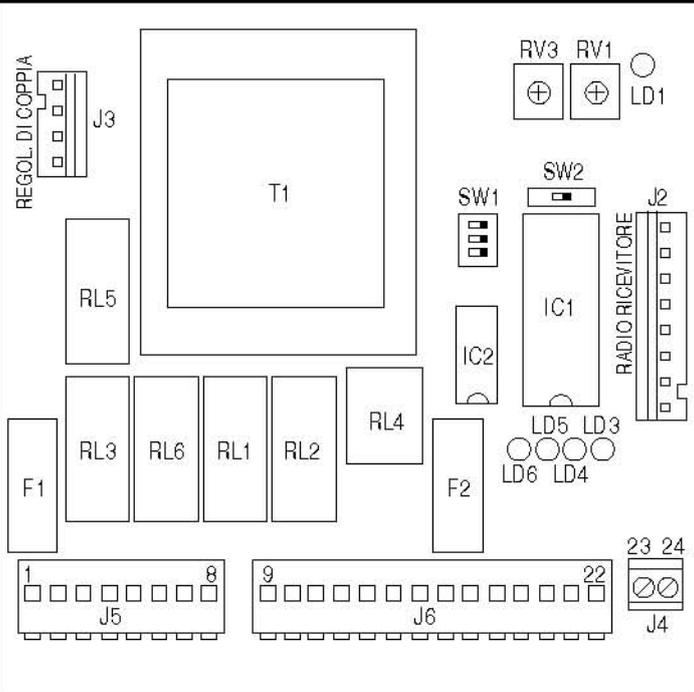 RV3 RV1
LD1
REGOL. DI COPPIA
J3
T1
SW2
SW1
J2
RADIO RICEVITORE
RL5
IC1
IC2
RL4
RL3 RL6 RL1 RL2
LD5 LD3
LD6 LD4
F1
F2
23 24
1 8
9 22
J5
J6
J4